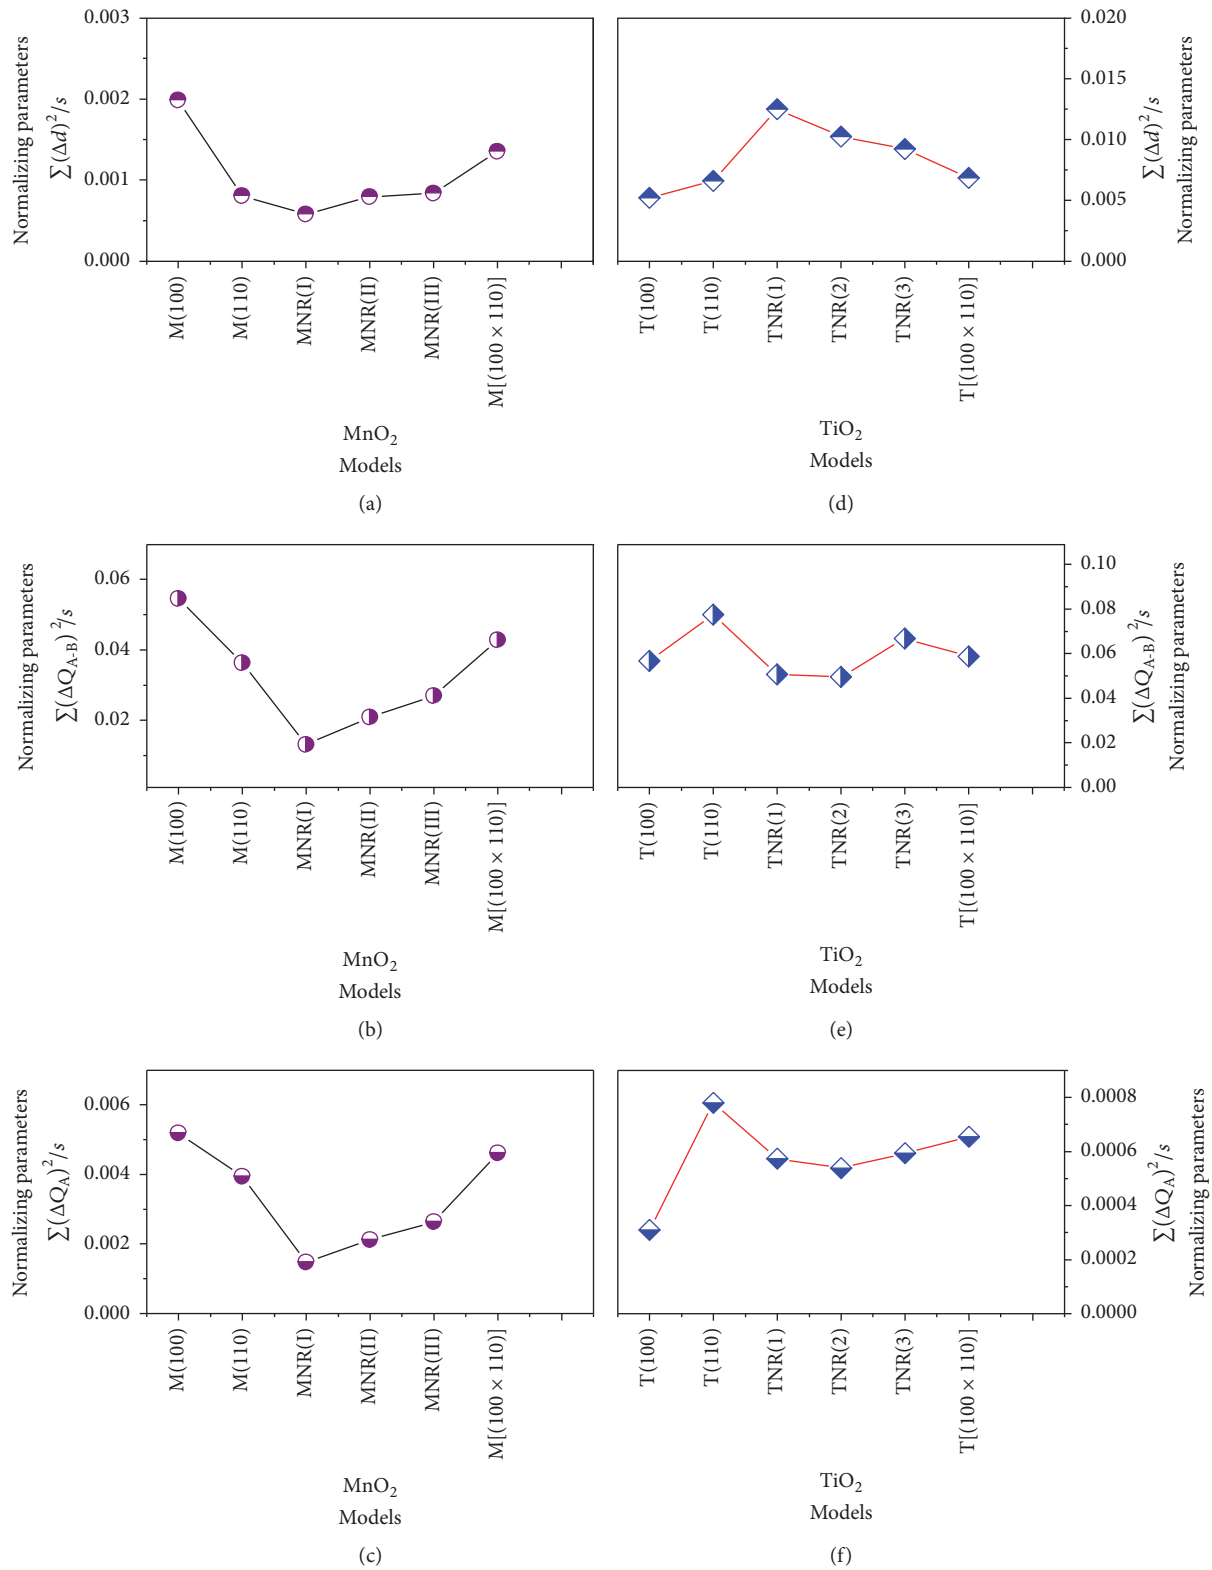 Normalizing parameters
∑(Δd)²/s
0.003
0.002
0.001
0.000
M(100)
M(110)
MNR(I)
MNR(II)
MNR(III)
M[(100 × 110)]
MnO₂
Models
(a)
0.020
0.015
0.010
0.005
0.000
∑(Δd)²/s
Normalizing parameters
T(100)
T(110)
TNR(1)
TNR(2)
TNR(3)
T[(100 × 110)]
TiO₂
Models
(d)
Normalizing parameters
∑(ΔQ_A-B)²/s
0.06
0.04
0.02
M(100)
M(110)
MNR(I)
MNR(II)
MNR(III)
M[(100 × 110)]
MnO₂
Models
(b)
0.10
0.08
0.06
0.04
0.02
0.00
∑(ΔQ_A-B)²/s
Normalizing parameters
T(100)
T(110)
TNR(1)
TNR(2)
TNR(3)
T[(100 × 110)]
TiO₂
Models
(e)
Normalizing parameters
∑(ΔQ_A)²/s
0.006
0.004
0.002
0.000
M(100)
M(110)
MNR(I)
MNR(II)
MNR(III)
M[(100 × 110)]
MnO₂
Models
(c)
0.0008
0.0006
0.0004
0.0002
0.0000
∑(ΔQ_A)²/s
Normalizing parameters
T(100)
T(110)
TNR(1)
TNR(2)
TNR(3)
T[(100 × 110)]
TiO₂
Models
(f)